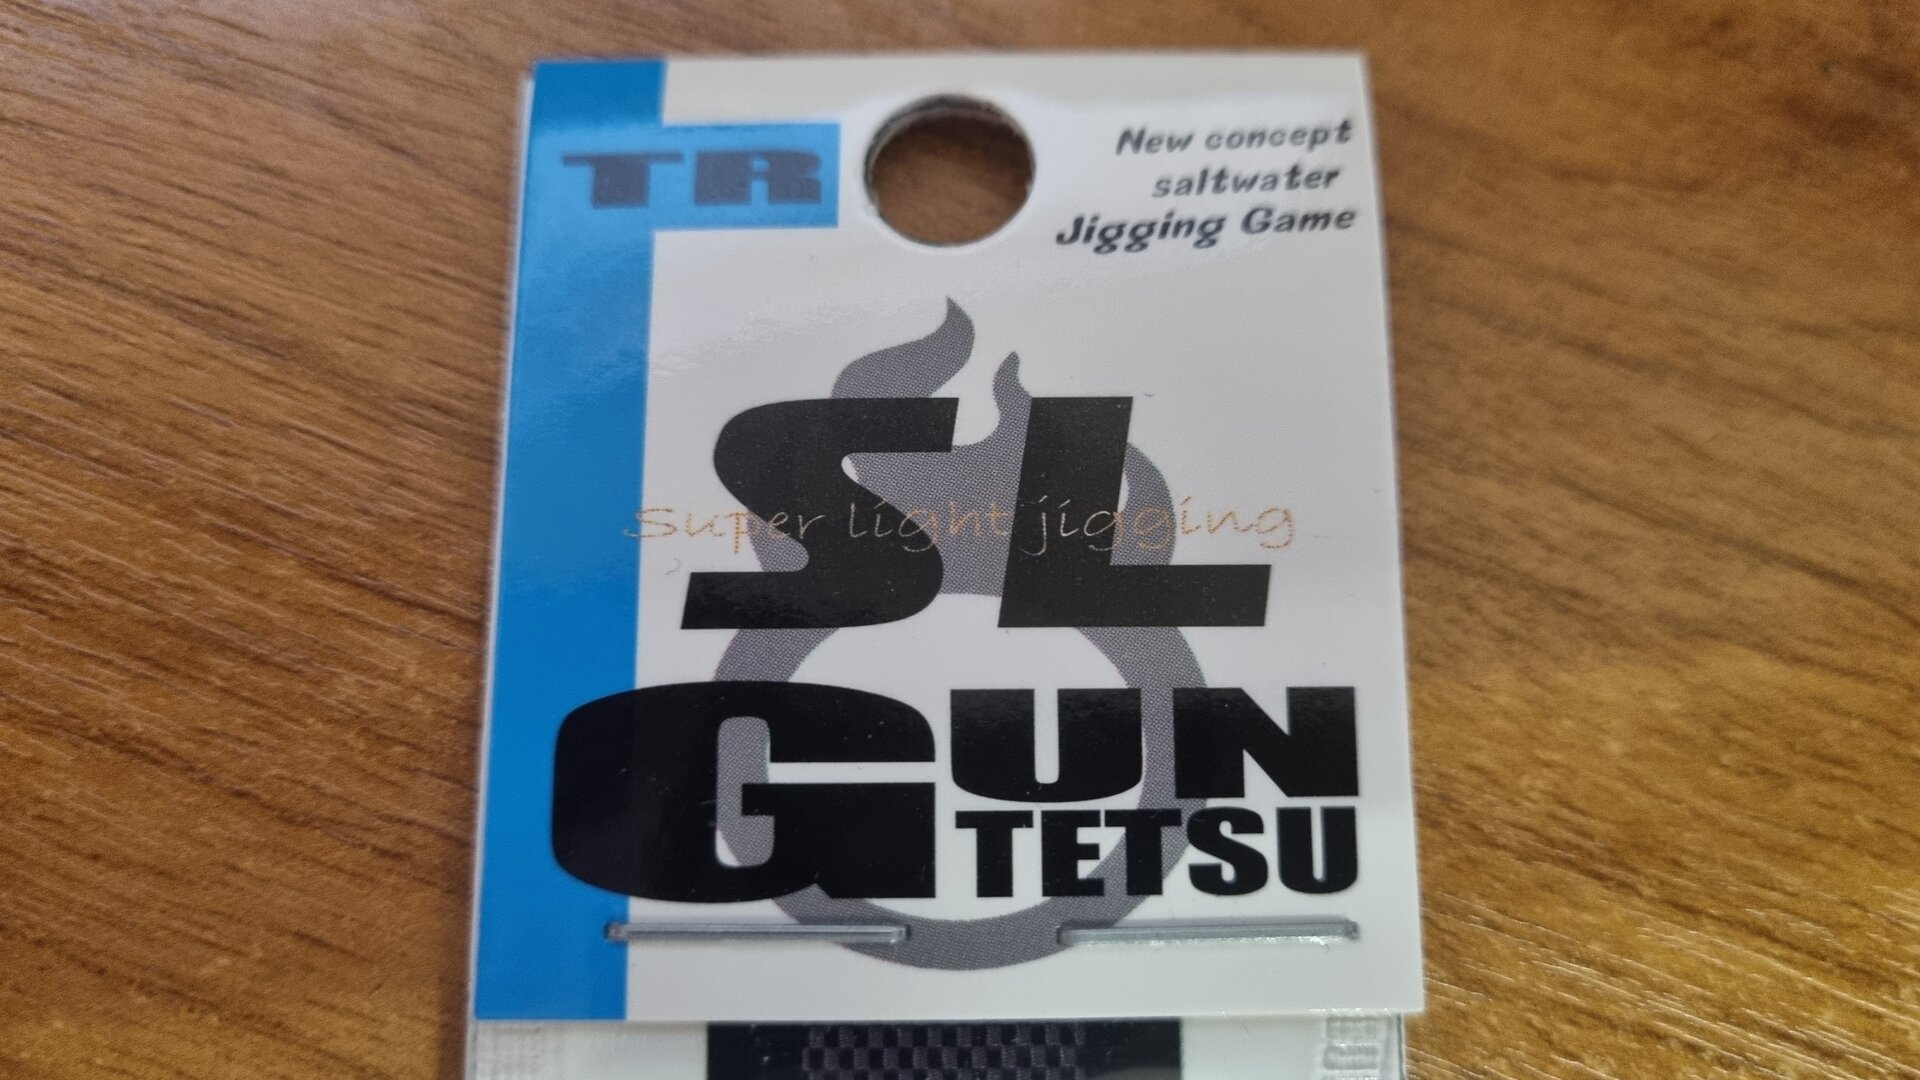 TR
New concept
saltwater
Jigging Game
SL
Super light jigging
GUN
TETSU